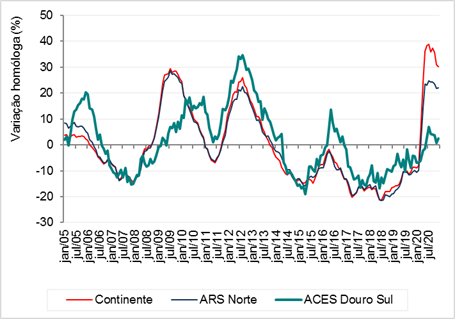 Variação homóloga (%)
50
40
30
20
10
0
-10
-20
-30
jan/05
jul/05
jan/06
jul/06
jan/07
jul/07
jan/08
jul/08
jan/09
jul/09
jan/10
jul/10
jan/11
jul/11
jan/12
jul/12
jan/13
jul/13
jan/14
jul/14
jan/15
jul/15
jan/16
jul/16
jan/17
jul/17
jan/18
jul/18
jan/19
jul/19
jan/20
jul/20
Continente
ARS Norte
ACES Douro Sul